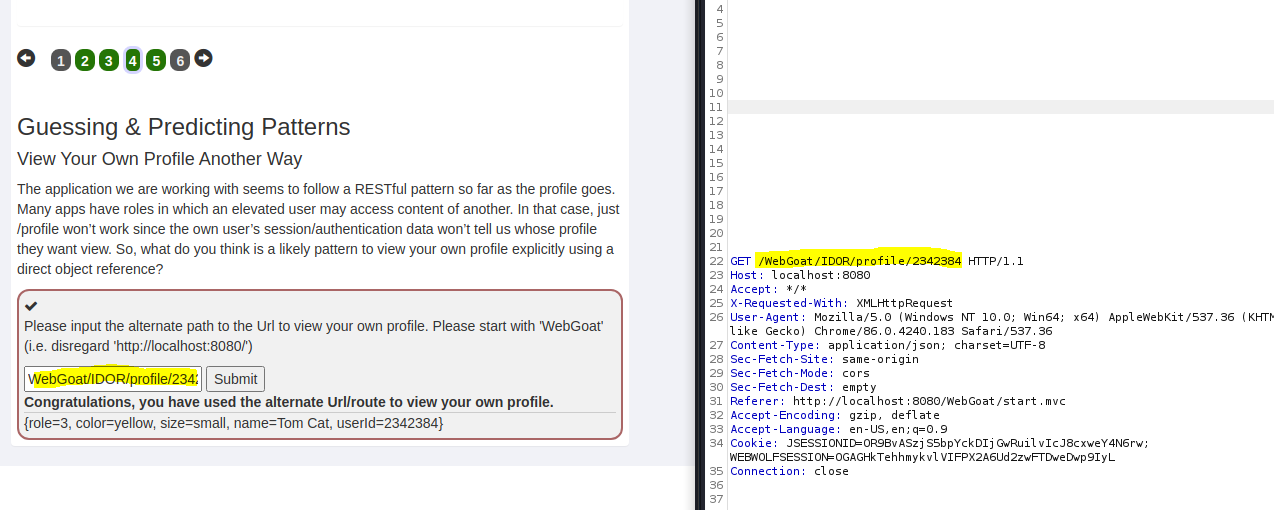 1 2 3 4 5 6
Guessing & Predicting Patterns
View Your Own Profile Another Way
The application we are working with seems to follow a RESTful pattern so far as the profile goes.
Many apps have roles in which an elevated user may access content of another. In that case, just
/profile won’t work since the own user’s session/authentication data won’t tell us whose profile
they want view. So, what do you think is a likely pattern to view your own profile explicitly using a
direct object reference?
Please input the alternate path to the Url to view your own profile. Please start with 'WebGoat'
(i.e. disregard 'http://localhost:8080/')
WebGoat/IDOR/profile/2342 Submit
Congratulations, you have used the alternate Url/route to view your own profile.
{role=3, color=yellow, size=small, name=Tom Cat, userId=2342384}
4
5
6
7
8
9
10
11
12
13
14
15
16
17
18
19
20
21
22 GET /WebGoat/IDOR/profile/2342384 HTTP/1.1
23 Host: localhost:8080
24 Accept: */*
25 X-Requested-With: XMLHttpRequest
26 User-Agent: Mozilla/5.0 (Windows NT 10.0; Win64; x64) AppleWebKit/537.36 (KHTM
like Gecko) Chrome/86.0.4240.183 Safari/537.36
27 Content-Type: application/json; charset=UTF-8
28 Sec-Fetch-Site: same-origin
29 Sec-Fetch-Mode: cors
30 Sec-Fetch-Dest: empty
31 Referer: http://localhost:8080/WebGoat/start.mvc
32 Accept-Encoding: gzip, deflate
33 Accept-Language: en-US,en;q=0.9
34 Cookie: JSESSIONID=OR9BvASzjS5bpYckDIjGwRuilvIcJ8cxweY4N6rw;
WEBWOLFSESSION=OGAGHkTehhmykvlVIFPX2A6Ud2zwFTDweDwp9IyL
35 Connection: close
36
37